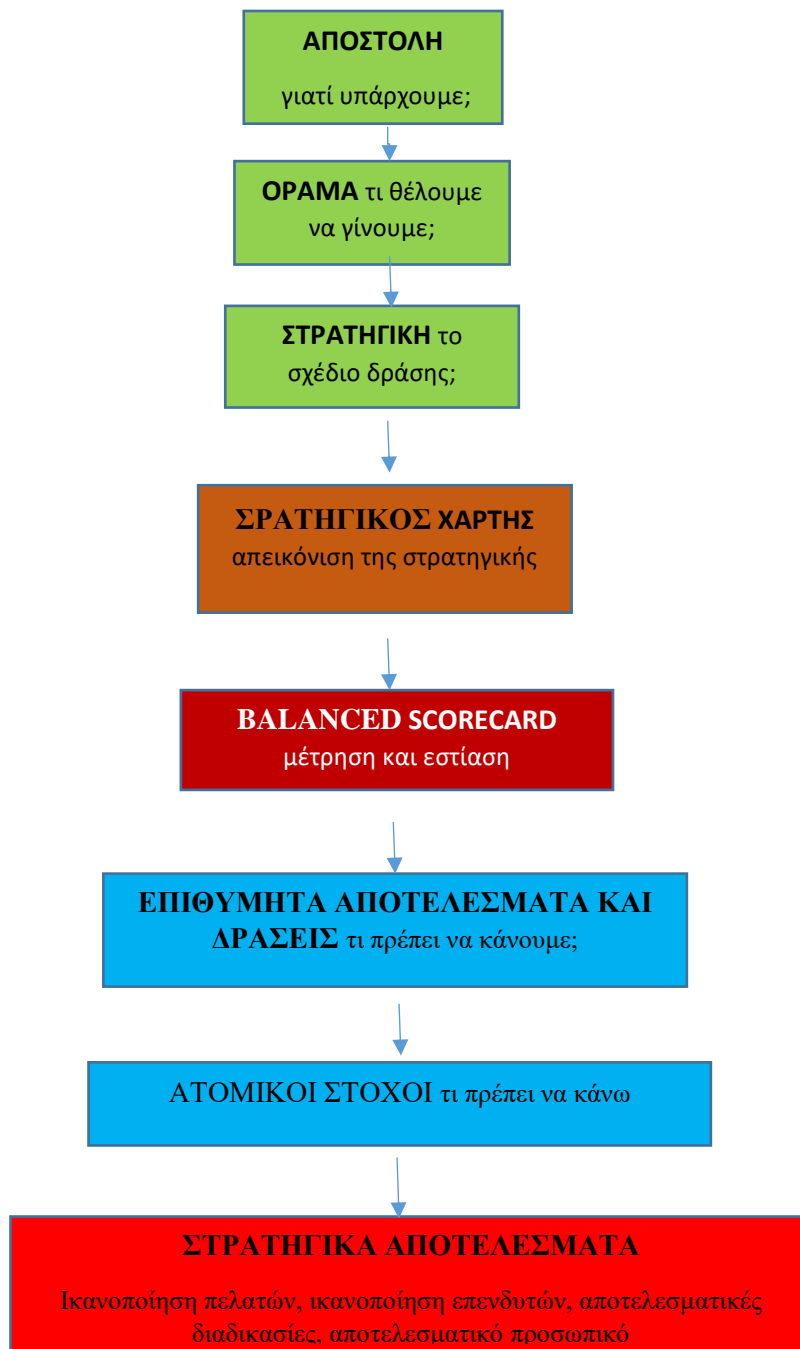 ΑΠΟΣΤΟΛΗ
γιατί υπάρχουμε;
ΟΡΑΜΑ τι θέλουμε
να γίνουμε;
ΣΤΡΑΤΗΓΙΚΗ το
σχέδιο δράσης;
ΣΡΑΤΗΓΙΚΟΣ ΧΑΡΤΗΣ
απεικόνιση της στρατηγικής
BALANCED SCORECARD
μέτρηση και εστίαση
ΕΠΙΘΥΜΗΤΑ ΑΠΟΤΕΛΕΣΜΑΤΑ ΚΑΙ
ΔΡΑΣΕΙΣ τι πρέπει να κάνουμε;
ΑΤΟΜΙΚΟΙ ΣΤΟΧΟΙ τι πρέπει να κάνω
ΣΤΡΑΤΗΓΙΚΑ ΑΠΟΤΕΛΕΣΜΑΤΑ
Ικανοποίηση πελατών, ικανοποίηση επενδυτών, αποτελεσματικές
διαδικασίες, αποτελεσματικό προσωπικό